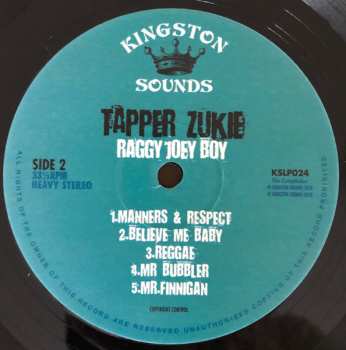 KINGSTON
SOUNDS
TAPPER ZUKIE
RAGGY JOEY BOY
SIDE 2
33⅓RPM
HEAVY STEREO
KSLP024
1.MANNERS & RESPECT
2.BELIEVE ME BABY
3.REGGAE
4.MR BUBBLER
5.MR.FINNIGAN
COPYRIGHT CONTROL
ALL RIGHTS OF THE OWNER OF THIS RECORD ARE RESERVED UNAUTHORISED COPYING OF THIS RECORD PROHIBITED